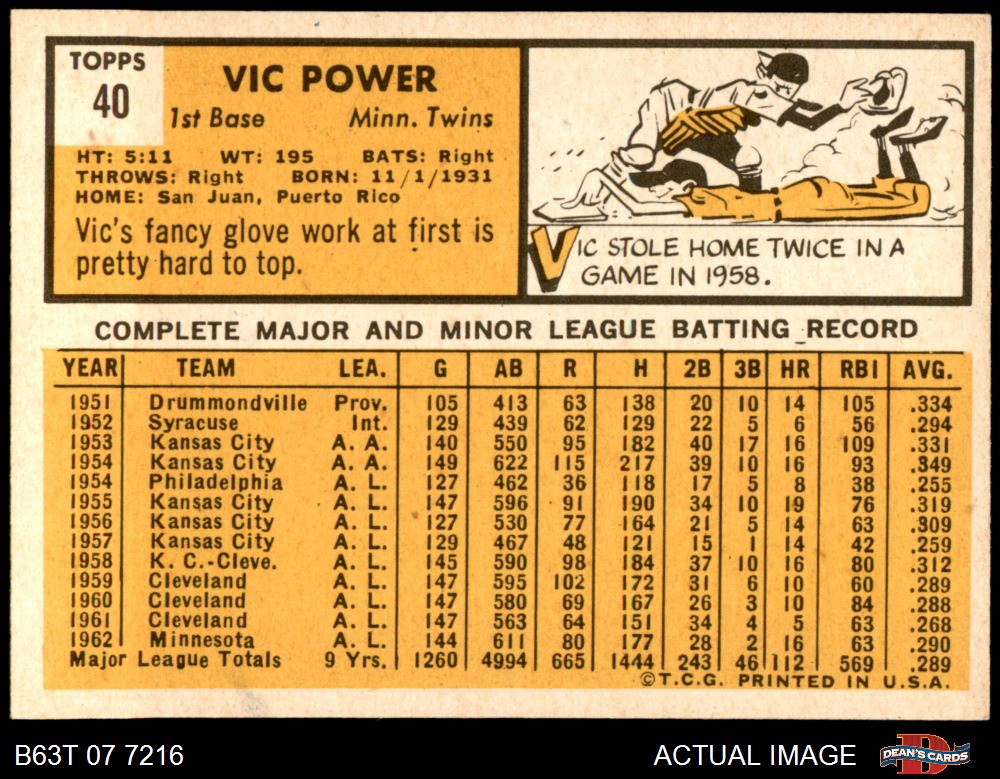 TOPPS
40
VIC POWER
1st Base Minn. Twins
HT: 5:11 WT: 195 BATS: Right
THROWS: Right BORN: 11/1/1931
HOME: San Juan, Puerto Rico
Vic's fancy glove work at first is
pretty hard to top.
VIC STOLE HOME TWICE IN A
GAME IN 1958.
COMPLETE MAJOR AND MINOR LEAGUE BATTING RECORD
YEAR TEAM LEA. G AB R H 2B 3B HR RBI AVG.
1951 Drummondville Prov. 105 413 63 138 20 10 14 105 .334
1952 Syracuse Int. 129 439 62 129 22 5 6 56 .294
1953 Kansas City A. A. 140 550 95 182 40 17 16 109 .331
1954 Kansas City A. A. 149 622 115 217 39 10 16 93 .349
1954 Philadelphia A. L. 127 462 36 118 17 5 8 38 .255
1955 Kansas City A. L. 147 596 91 190 34 10 19 76 .319
1956 Kansas City A. L. 127 530 77 164 21 5 14 63 .309
1957 Kansas City A. L. 129 467 48 121 15 1 14 42 .259
1958 K. C.-Cleve. A. L. 145 590 98 184 37 10 16 80 .312
1959 Cleveland A. L. 147 595 102 172 31 6 10 60 .289
1960 Cleveland A. L. 147 580 69 167 26 3 10 84 .288
1961 Cleveland A. L. 147 563 64 151 34 4 5 63 .268
1962 Minnesota A. L. 144 611 80 177 28 2 16 63 .290
Major League Totals 9 Yrs. 1260 4994 665 1444 243 46 112 569 .289
©T.C.G. PRINTED IN U.S.A.
B63T 07 7216 ACTUAL IMAGE DEAN'S CARDS